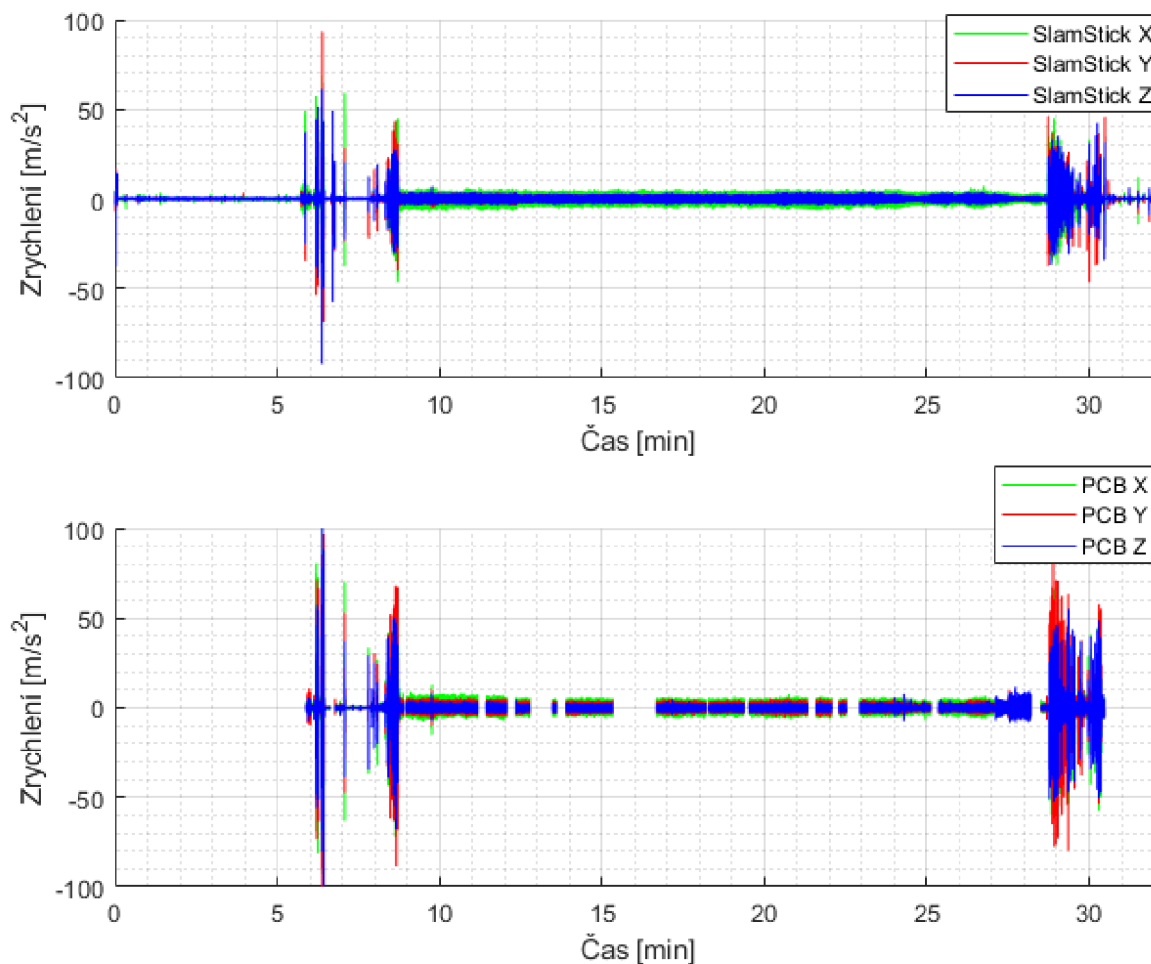 100
50
0
-50
-100
Zrychlení [m/s²]
SlamStick X
SlamStick Y
SlamStick Z
0 5 10 15 20 25 30
Čas [min]
100
50
0
-50
-100
Zrychlení [m/s²]
PCB X
PCB Y
PCB Z
0 5 10 15 20 25 30
Čas [min]